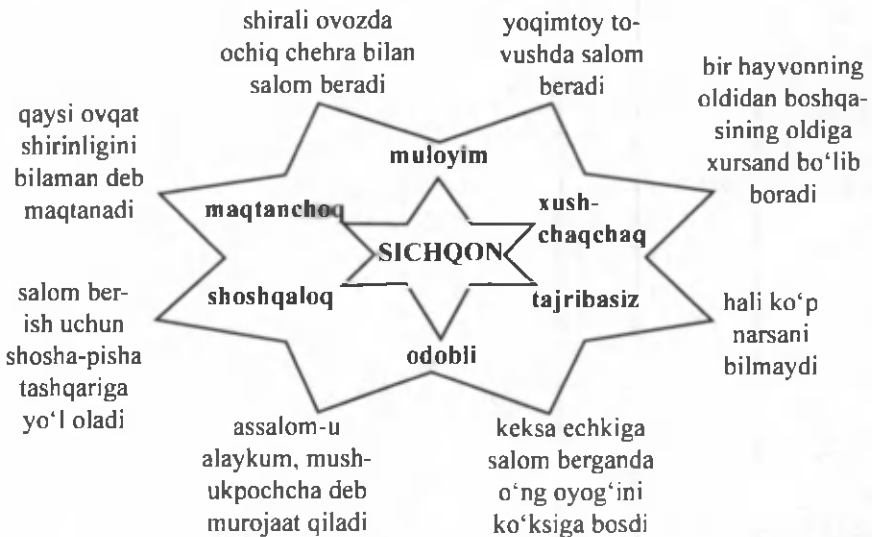 shirali ovozda
ochiq chehra bilan
salom beradi
yoqimtoy to-
vushda salom
beradi
bir hayvonning
oldidan boshqa-
sining oldiga
xursand bo‘lib
boradi
qaysi ovqat
shirinligini
bilaman deb
maqtanadi
muloyim
maqtanchoq
xush-
chaqchaq
SICHQON
shoshqaloq
tajribasiz
odobli
salom ber-
ish uchun
shosha-pisha
tashqariga
yo‘l oladi
hali ko‘p
narsani
bilmaydi
assalom-u
alaykum, mush-
ukpochcha deb
murojaat qiladi
keksa echkiga
salom berganda
o‘ng oyog‘ini
ko‘ksiga bosdi